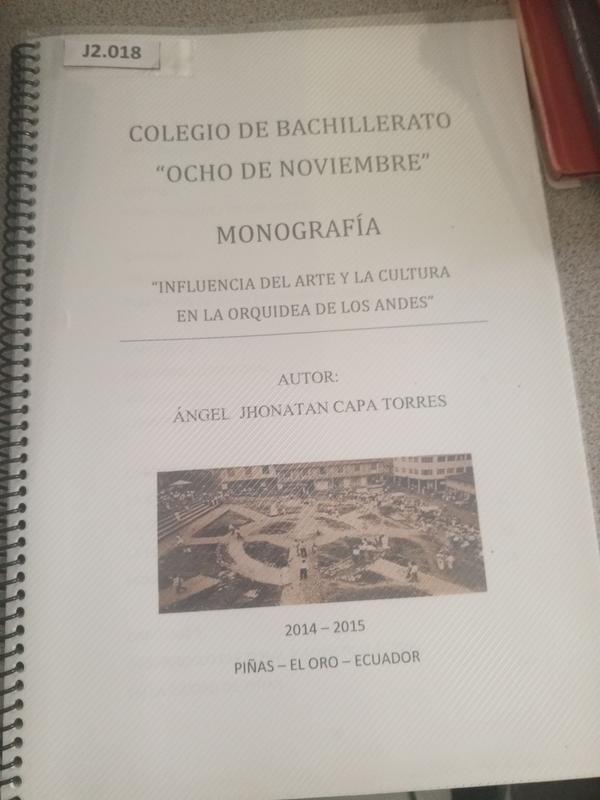 J2.018
COLEGIO DE BACHILLERATO
“OCHO DE NOVIEMBRE”
MONOGRAFÍA
“INFLUENCIA DEL ARTE Y LA CULTURA
EN LA ORQUIDEA DE LOS ANDES”
AUTOR:
ÁNGEL JHONATAN CAPA TORRES
2014 – 2015
PIÑAS – EL ORO – ECUADOR